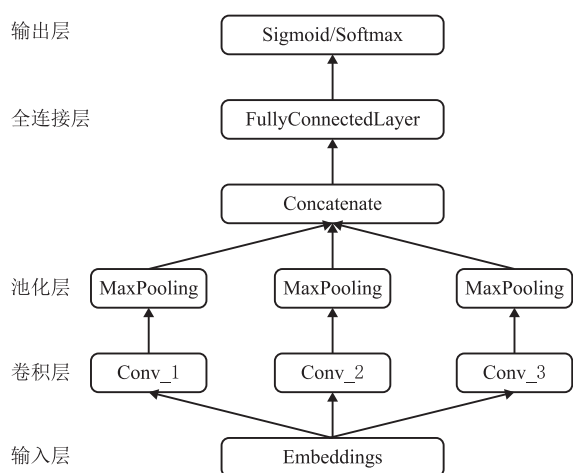 输出层 Sigmoid/Softmax
全连接层 FullyConnectedLayer
Concatenate
池化层 MaxPooling MaxPooling MaxPooling
卷积层 Conv_1 Conv_2 Conv_3
输入层 Embeddings